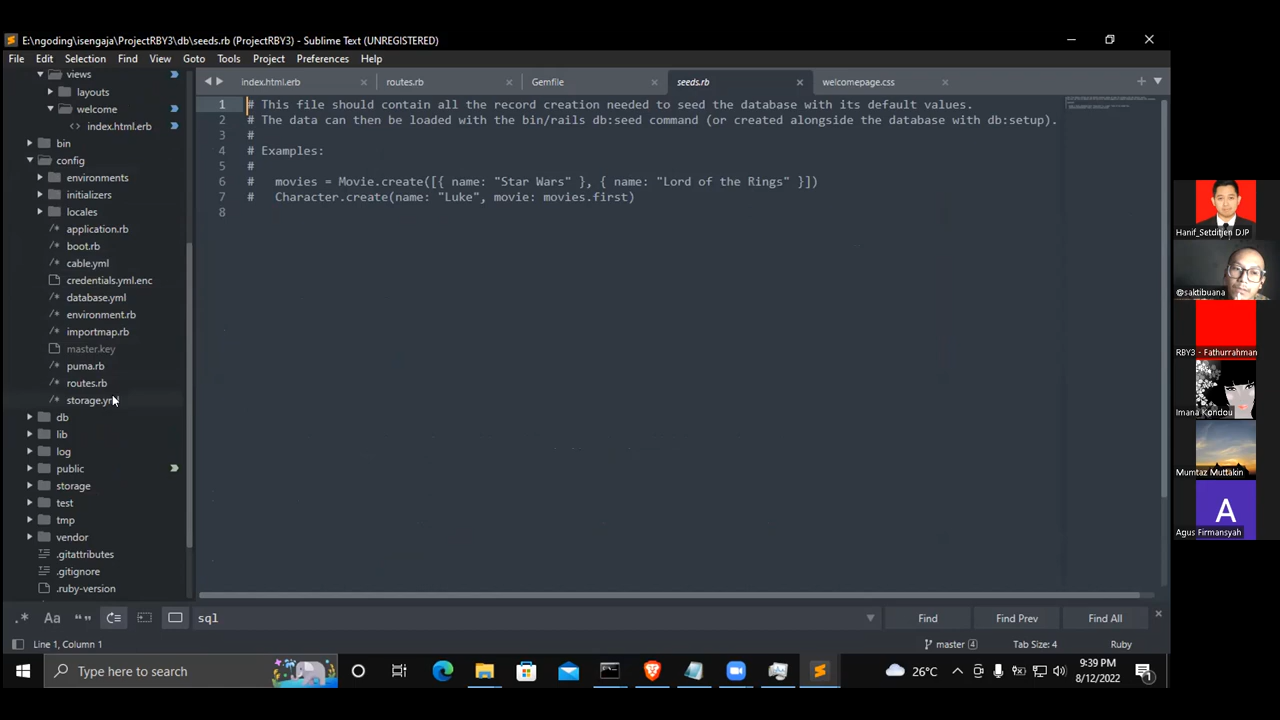 E:\ngoding\isengaja\ProjectRBY3\db\seeds.rb (ProjectRBY3) - Sublime Text (UNREGISTERED)
File Edit Selection Find View Goto Tools Project Preferences Help
index.html.erb routes.rb Gemfile seeds.rb welcomepage.css
views
layouts
welcome
index.html.erb
bin
config
environments
initializers
locales
application.rb
boot.rb
cable.yml
credentials.yml.enc
database.yml
environment.rb
importmap.rb
master.key
puma.rb
routes.rb
storage.yml
db
lib
log
public
storage
test
tmp
vendor
.gitattributes
.gitignore
.ruby-version
1 # This file should contain all the record creation needed to seed the database with its default values.
2 # The data can then be loaded with the bin/rails db:seed command (or created alongside the database with db:setup).
3 #
4 # Examples:
5 #
6 #   movies = Movie.create([{ name: "Star Wars" }, { name: "Lord of the Rings" }])
7 #   Character.create(name: "Luke", movie: movies.first)
8
Hanif_Setditjen DJP
@saktibuana
RBY3 - Fathurrahman
Imana Kondou
Mumtaz Muttakin
A
Agus Firmansyah
.* Aa “” sql Find Find Prev Find All
Line 1, Column 1 master 4 Tab Size: 4 Ruby
Type here to search 26°C 9:39 PM
8/12/2022 1